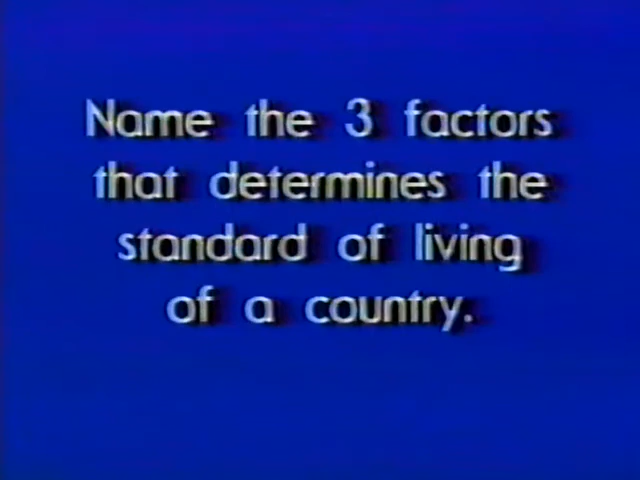 Name the 3 factors
that determines the
standard of living
of a country.